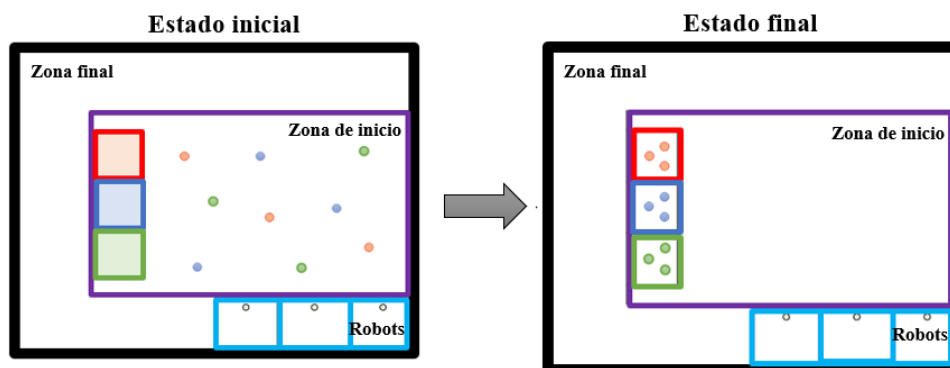 Estado inicial
Zona final
Zona de inicio
Robots
Estado final
Zona final
Zona de inicio
Robots